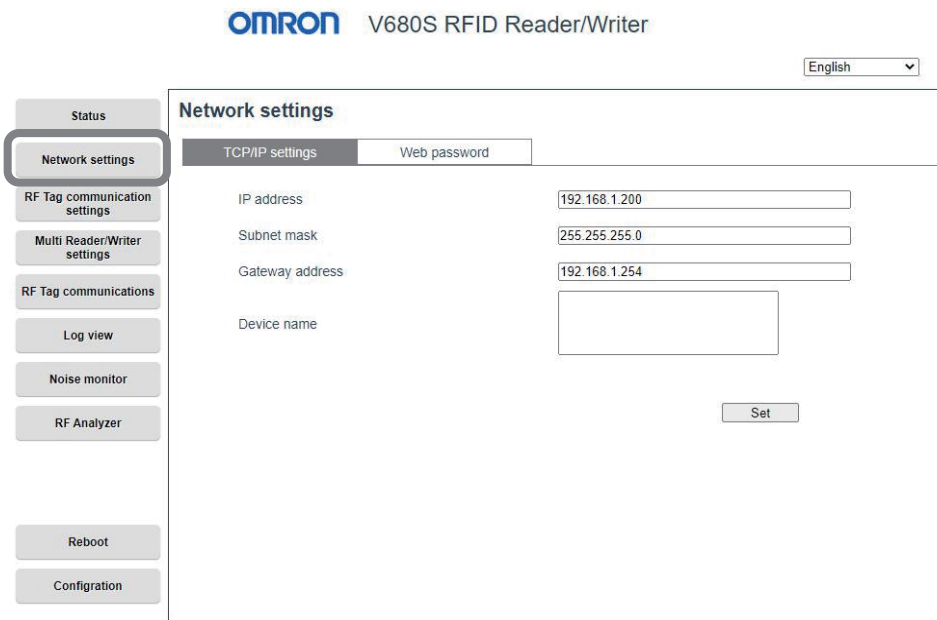 OMRON V680S RFID Reader/Writer
English
Status
Network settings
RF Tag communication
settings
Multi Reader/Writer
settings
RF Tag communications
Log view
Noise monitor
RF Analyzer
Reboot
Configration
Network settings
TCP/IP settings Web password
IP address 192.168.1.200
Subnet mask 255.255.255.0
Gateway address 192.168.1.254
Device name
Set